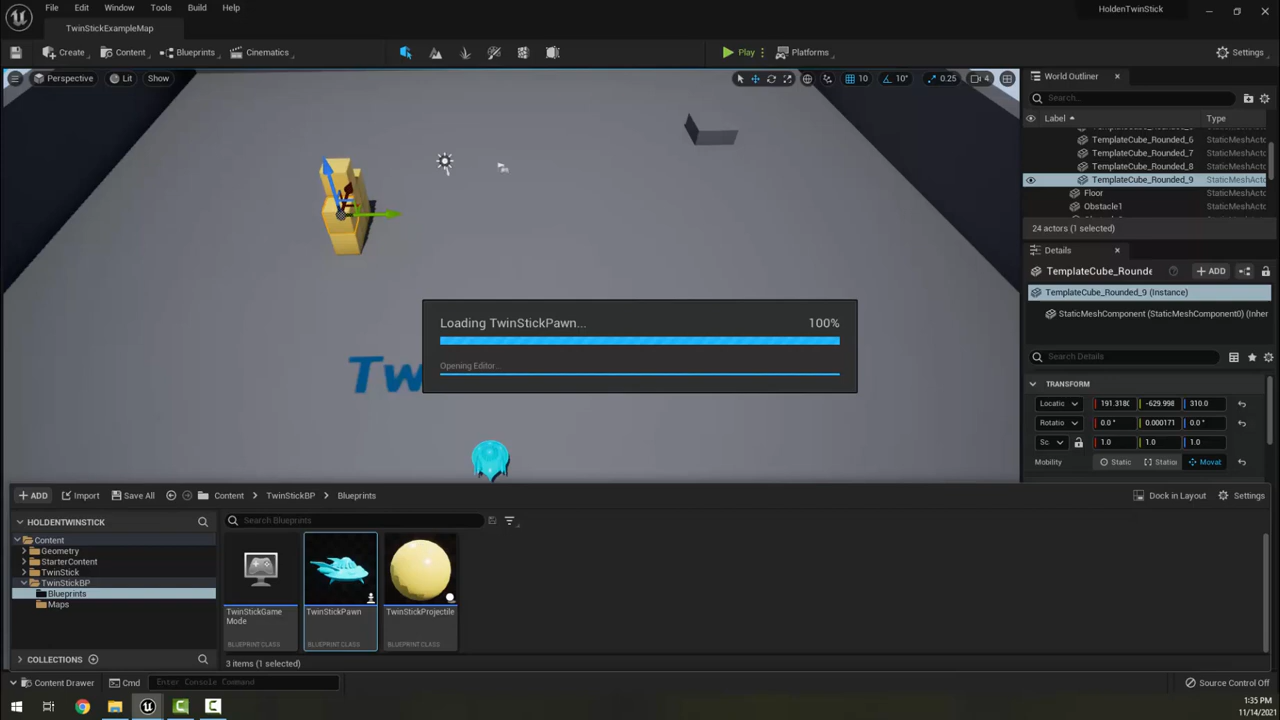 File Edit Window Tools Build Help
HoldenTwinStick
TwinStickExampleMap
Create Content Blueprints Cinematics Play Platforms Settings
Perspective Lit Show 10 10° 0.25 4
World Outliner
Search...
Label Type
TemplateCube_Rounded_6 StaticMeshActo
TemplateCube_Rounded_7 StaticMeshActo
TemplateCube_Rounded_8 StaticMeshActo
TemplateCube_Rounded_9 StaticMeshActo
Floor StaticMeshActo
Obstacle1 StaticMeshActo
24 actors (1 selected)
Details
TemplateCube_Rounde ADD
TemplateCube_Rounded_9 (Instance)
StaticMeshComponent (StaticMeshComponent0) (Inher
Search Details
TRANSFORM
Locatic 191.3180 -629.998 310.0
Rotatio 0.0° 0.000171 0.0°
Sc 1.0 1.0 1.0
Mobility Static Station Movab
Loading TwinStickPawn... 100%
Opening Editor...
Tw
ADD Import Save All Content TwinStickBP Blueprints Dock in Layout Settings
HOLDENTWINSTICK
Search Blueprints
Content
Geometry
StarterContent
TwinStick
TwinStickBP
Blueprints
Maps
TwinStickGame
Mode
BLUEPRINT CLASS
TwinStickPawn
BLUEPRINT CLASS
TwinStickProjectile
BLUEPRINT CLASS
COLLECTIONS
3 items (1 selected)
Content Drawer Cmd Enter Console Command Source Control Off
1:35 PM
11/14/2021